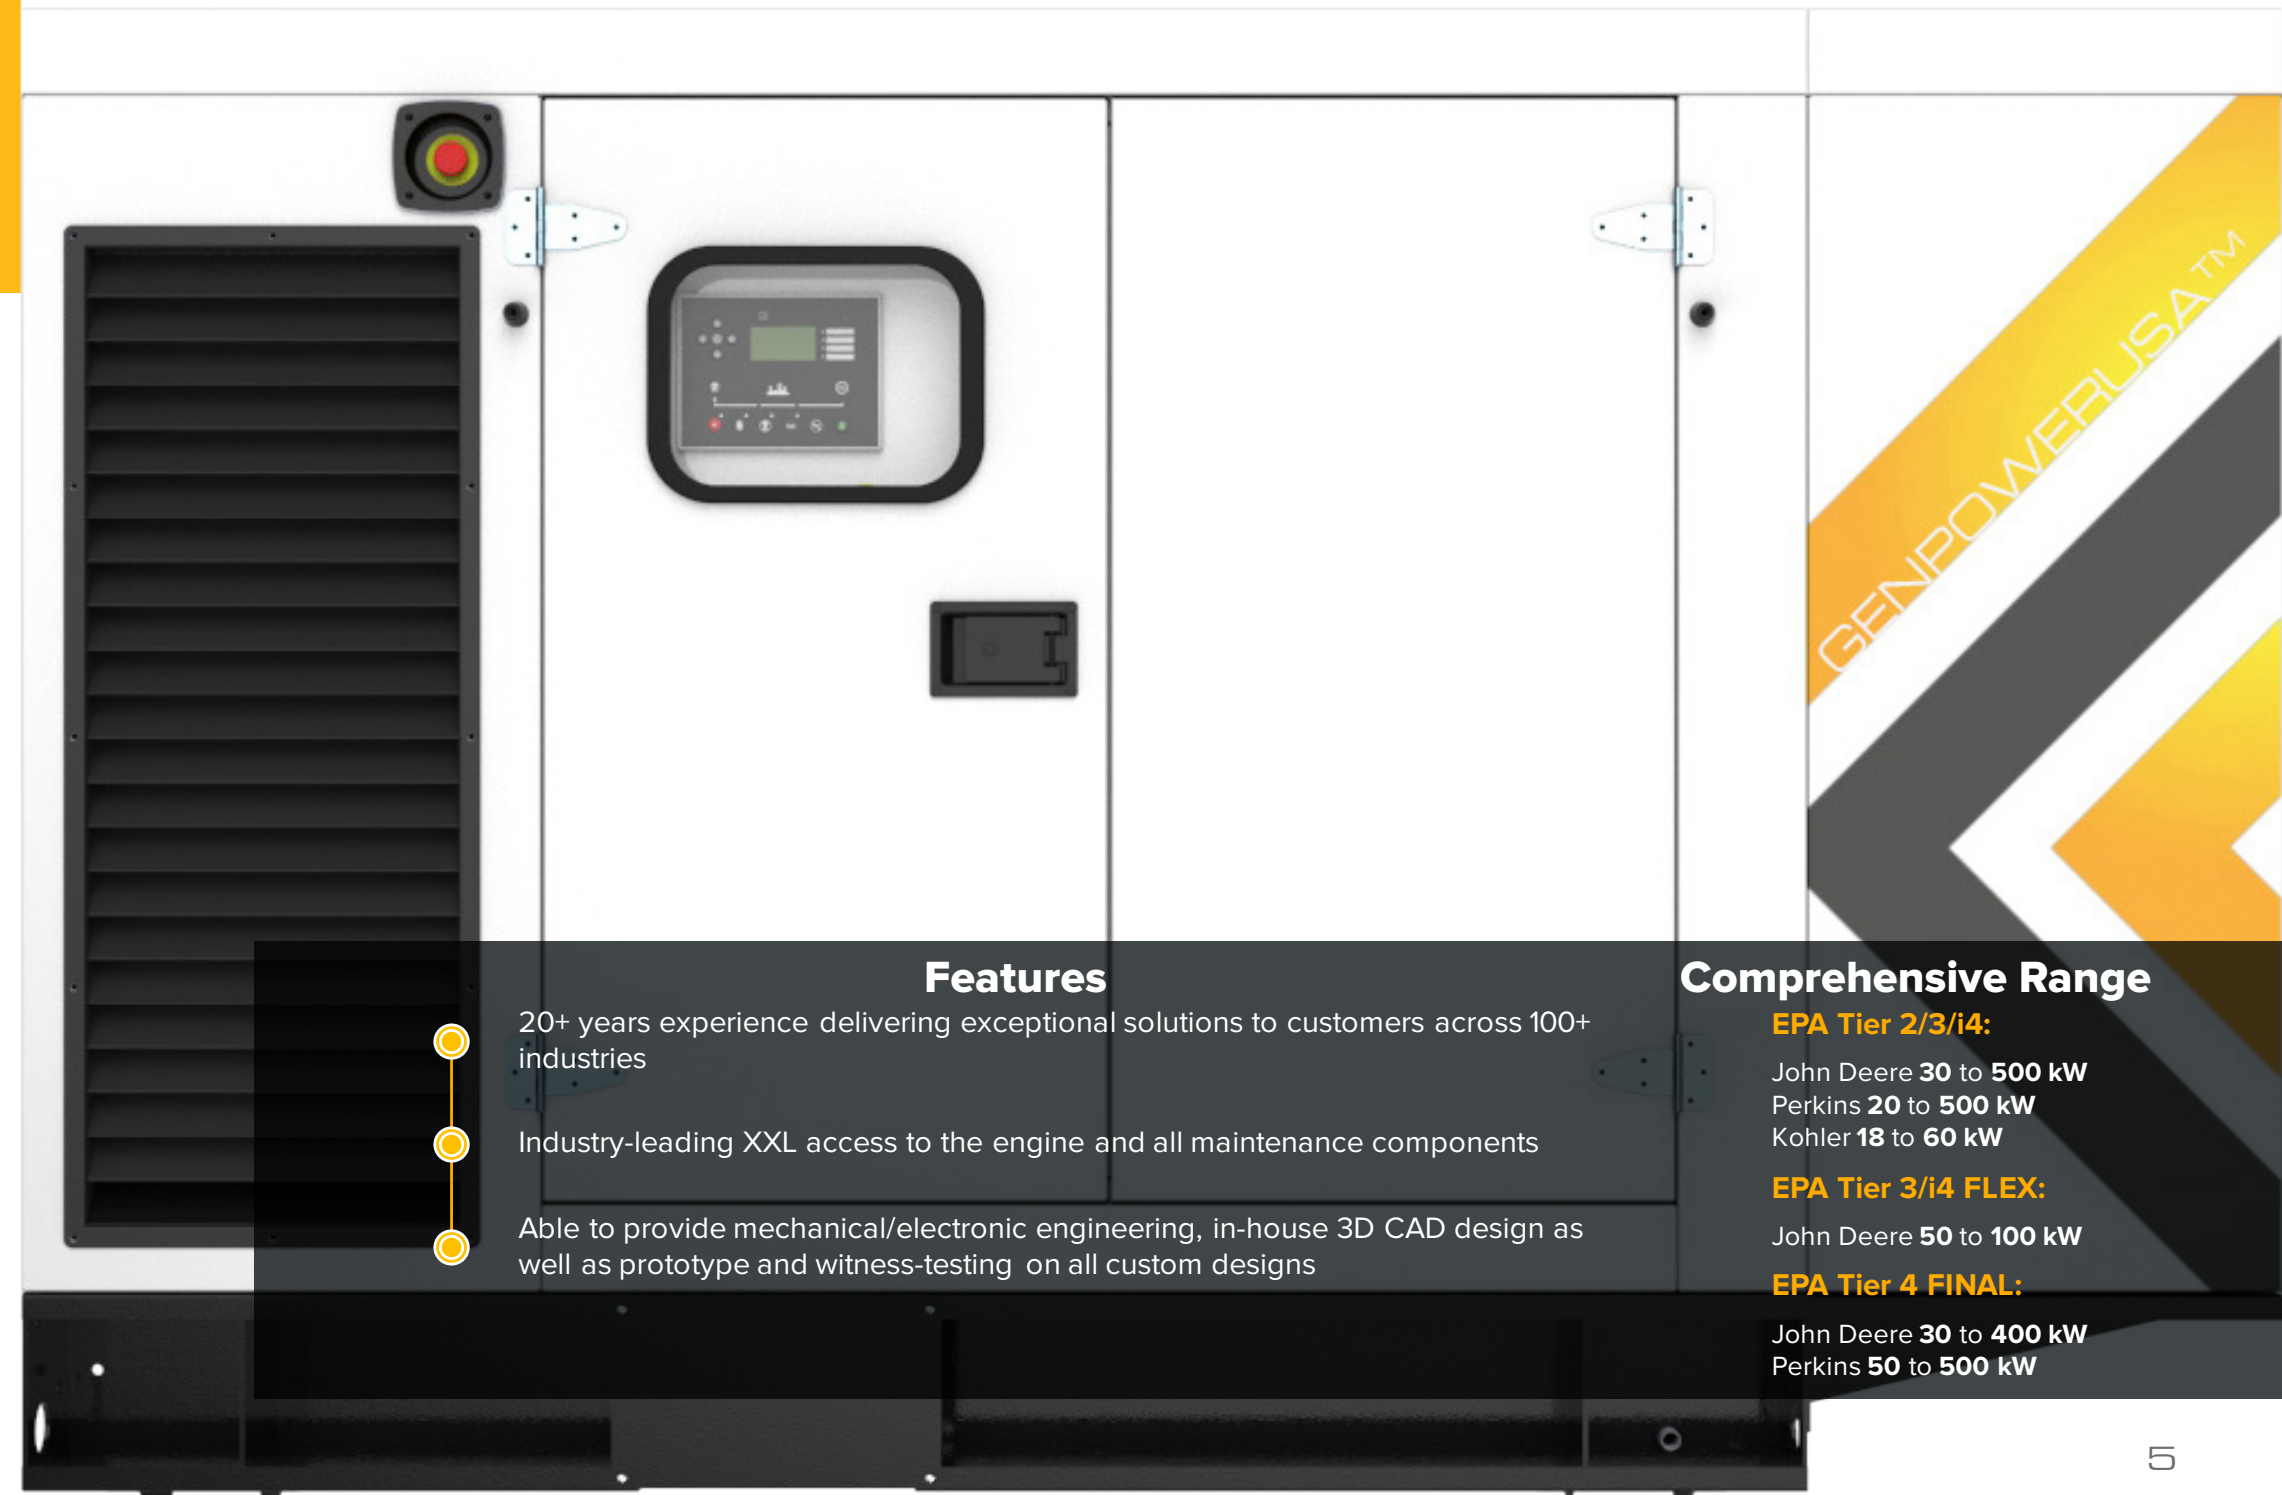 GENPOWERUSA™
Features
20+ years experience delivering exceptional solutions to customers across 100+
industries
Industry-leading XXL access to the engine and all maintenance components
Able to provide mechanical/electronic engineering, in-house 3D CAD design as
well as prototype and witness-testing on all custom designs
Comprehensive Range
EPA Tier 2/3/i4:
John Deere 30 to 500 kW
Perkins 20 to 500 kW
Kohler 18 to 60 kW
EPA Tier 3/i4 FLEX:
John Deere 50 to 100 kW
EPA Tier 4 FINAL:
John Deere 30 to 400 kW
Perkins 50 to 500 kW
5